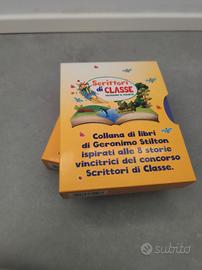 Scrittori
di CLASSE
Collana di libri
di Geronimo Stilton
ispirati alle 8 storie
vincitrici del concorso
Scrittori di Classe.
subito